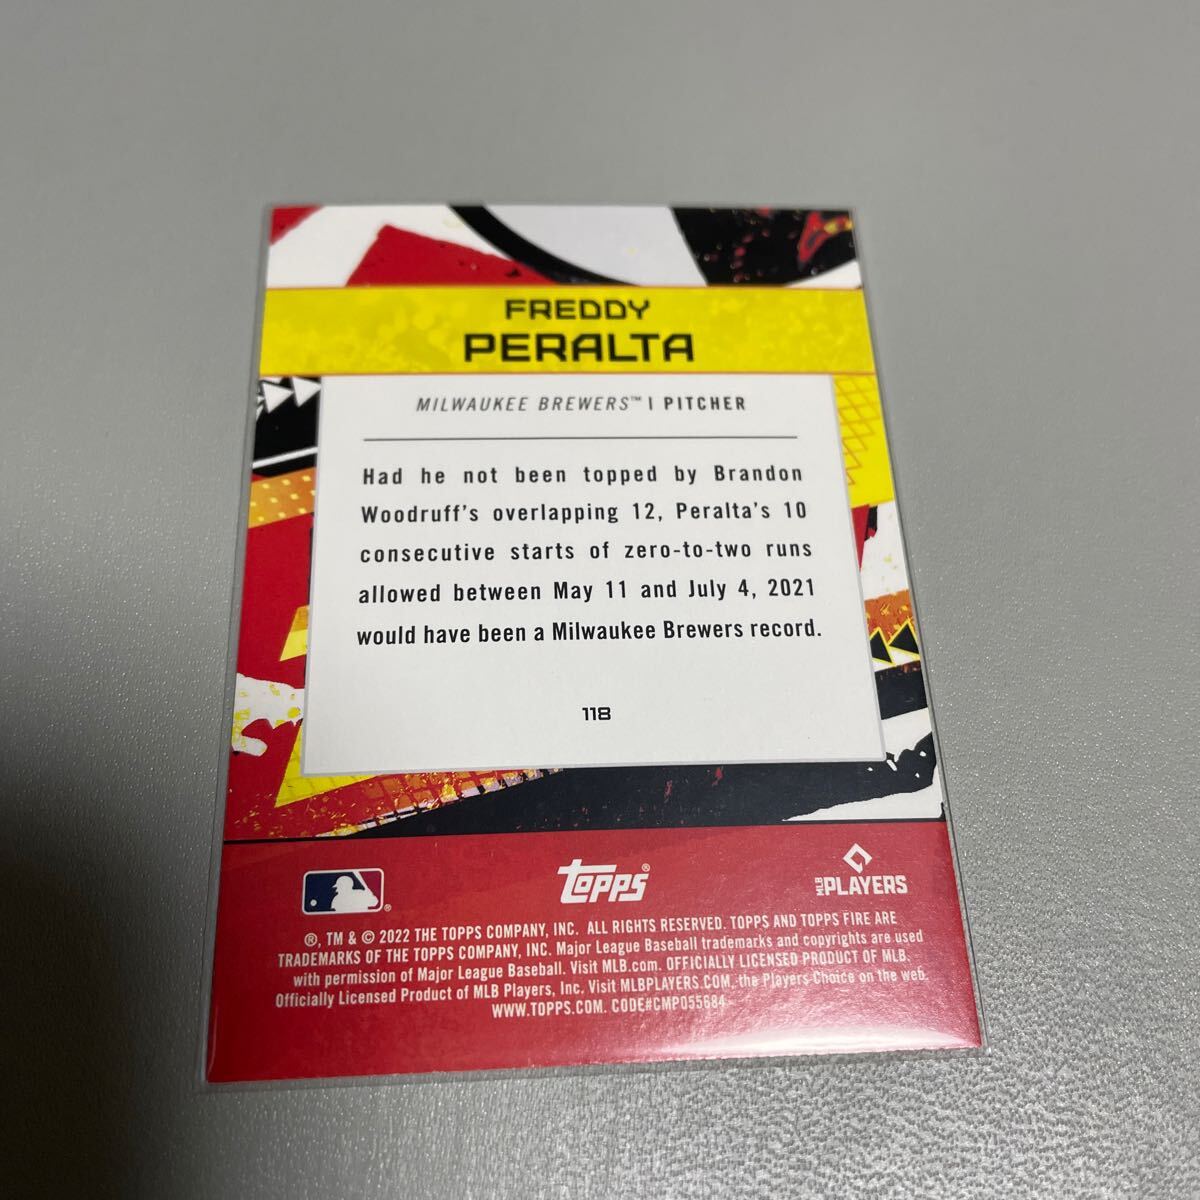 FREDDY
PERALTA
MILWAUKEE BREWERS™ | PITCHER
Had he not been topped by Brandon
Woodruff's overlapping 12, Peralta's 10
consecutive starts of zero-to-two runs
allowed between May 11 and July 4, 2021
would have been a Milwaukee Brewers record.
118
®
TOPPS®
MLB PLAYERS
®, TM & © 2022 THE TOPPS COMPANY, INC. ALL RIGHTS RESERVED. TOPPS AND TOPPS FIRE ARE
TRADEMARKS OF THE TOPPS COMPANY, INC. Major League Baseball trademarks and copyrights are used
with permission of Major League Baseball. Visit MLB.com. OFFICIALLY LICENSED PRODUCT OF MLB.
Officially Licensed Product of MLB Players, Inc. Visit MLBPLAYERS.COM, the Players Choice on the web.
WWW.TOPPS.COM. CODE#CMP055684